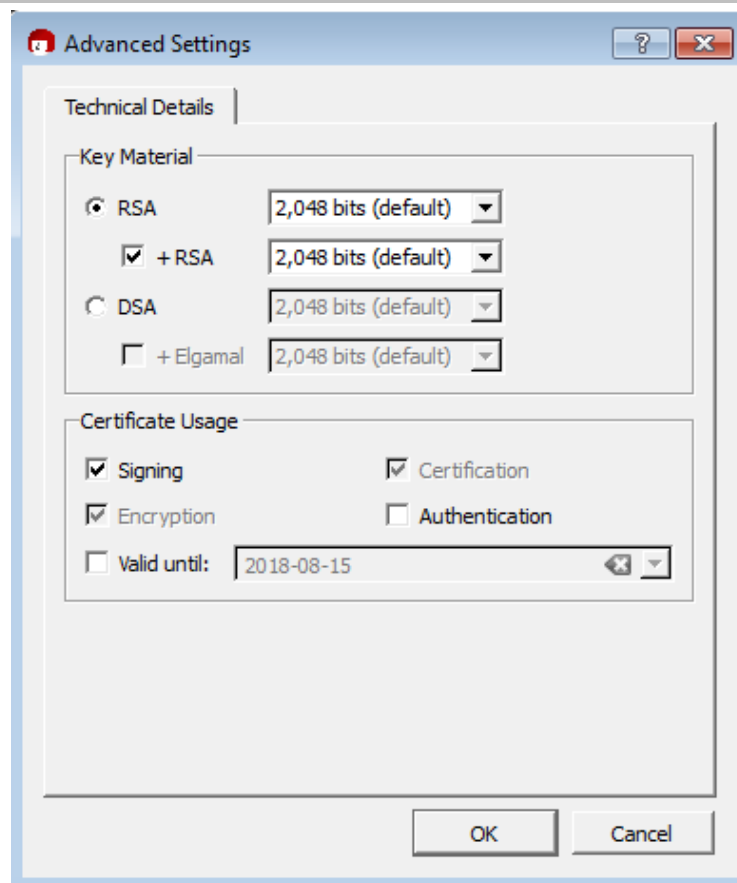 Advanced Settings
Technical Details
Key Material
RSA 2,048 bits (default)
+ RSA 2,048 bits (default)
DSA 2,048 bits (default)
+ Elgamal 2,048 bits (default)
Certificate Usage
Signing Certification
Encryption Authentication
Valid until: 2018-08-15
OK Cancel